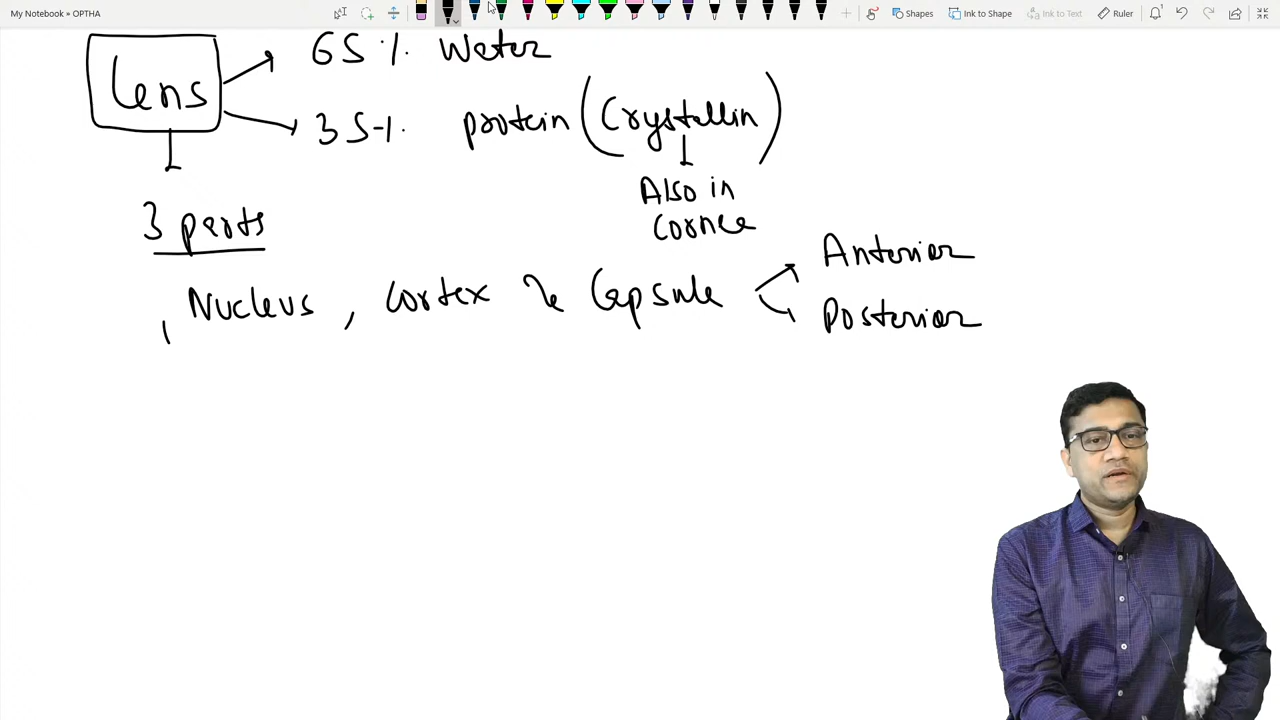 My Notebook » OPTHA
Shapes
Ink to Shape
Ink to Text
Ruler
Lens
65 % Water
35 % protein (Crystallin)
Also in
Cornea
3 parts
Nucleus, Cortex & Capsule
Anterior
Posterior